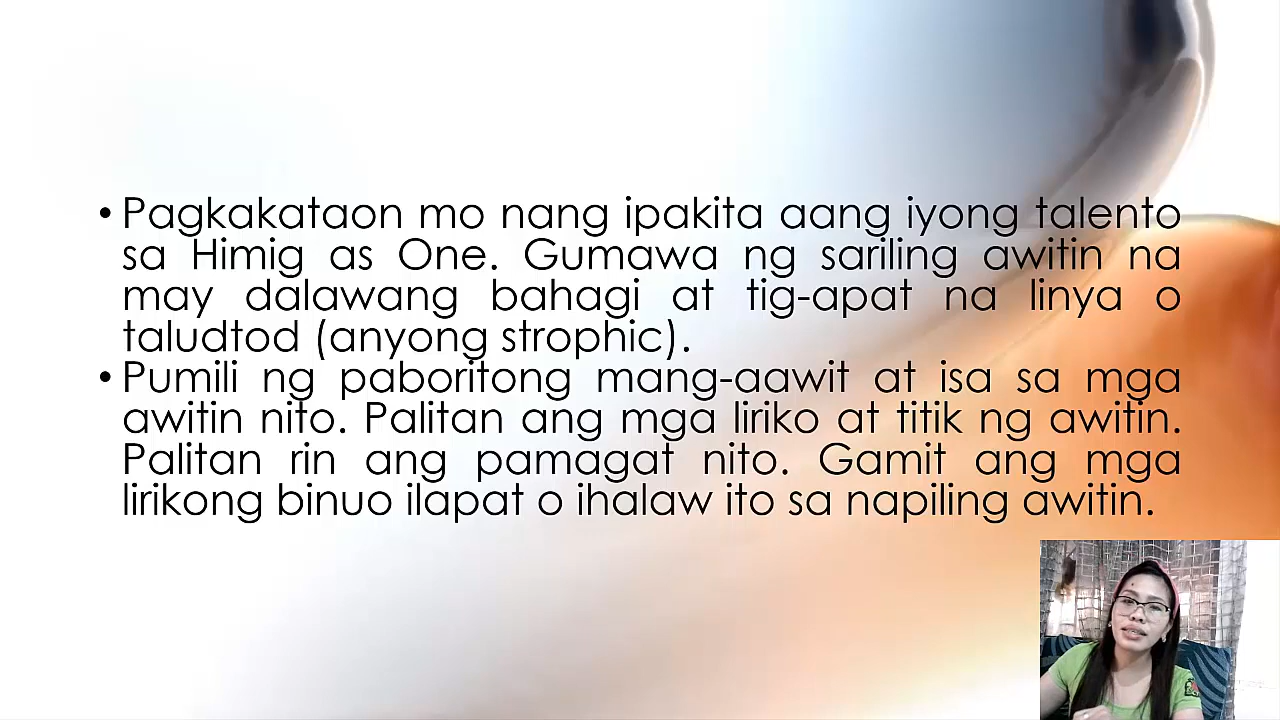 • Pagkakataon mo nang ipakita aang iyong talento
sa Himig as One. Gumawa ng sariling awitin na
may dalawang bahagi at tig-apat na linya o
taludtod (anyong strophic).
• Pumili ng paboritong mang-aawit at isa sa mga
awitin nito. Palitan ang mga liriko at titik ng awitin.
Palitan rin ang pamagat nito. Gamit ang mga
lirikong binuo ilapat o ihalaw ito sa napiling awitin.